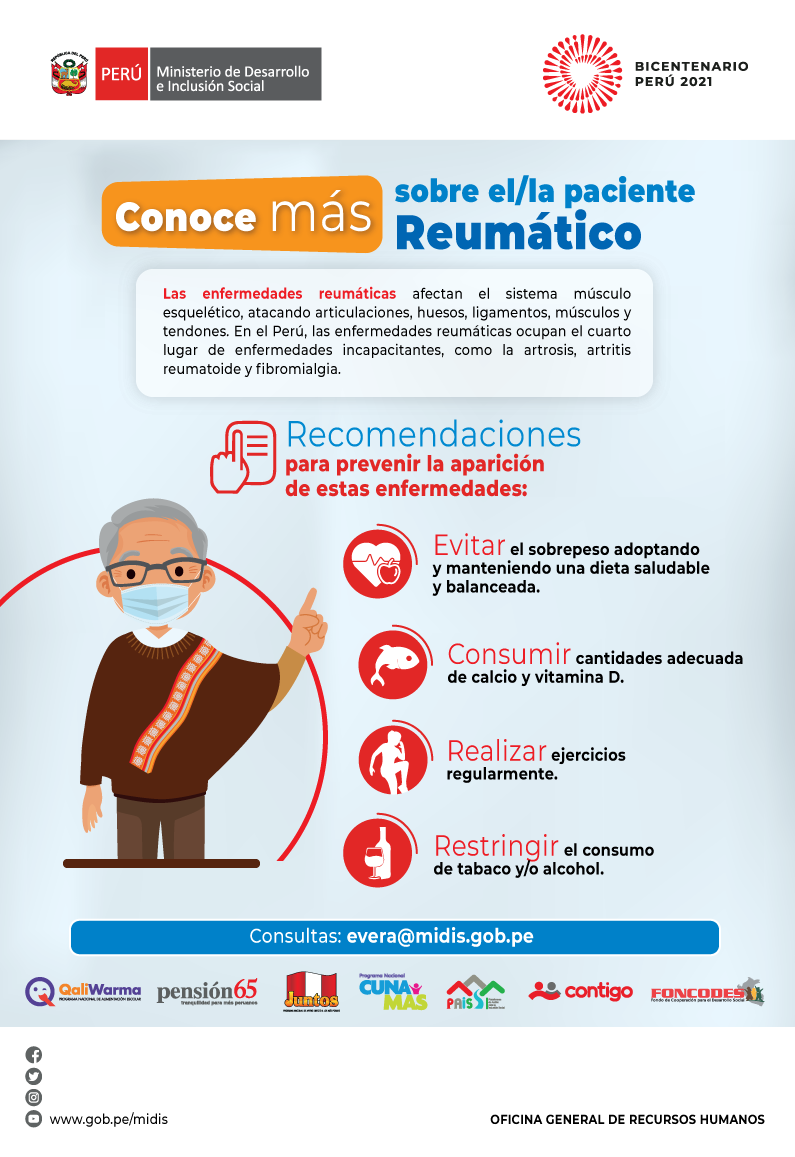 REPÚBLICA DEL PERÚ
PERÚ
Ministerio de Desarrollo
e Inclusión Social
BICENTENARIO
PERÚ 2021
Conoce más
sobre el/la paciente
Reumático
Las enfermedades reumáticas afectan el sistema músculo
esquelético, atacando articulaciones, huesos, ligamentos, músculos y
tendones. En el Perú, las enfermedades reumáticas ocupan el cuarto
lugar de enfermedades incapacitantes, como la artrosis, artritis
reumatoide y fibromialgia.
Recomendaciones
para prevenir la aparición
de estas enfermedades:
Evitar el sobrepeso adoptando
y manteniendo una dieta saludable
y balanceada.
Consumir cantidades adecuada
de calcio y vitamina D.
Realizar ejercicios
regularmente.
Restringir el consumo
de tabaco y/o alcohol.
Consultas: evera@midis.gob.pe
QaliWarma
PROGRAMA NACIONAL DE ALIMENTACIÓN ESCOLAR
pensión65
tranquilidad para más peruanos
Juntos
Programa Nacional
CUNA
MÁS
PAIS
contigo
FONCODES
Fondo de Cooperación para el Desarrollo Social
www.gob.pe/midis
OFICINA GENERAL DE RECURSOS HUMANOS